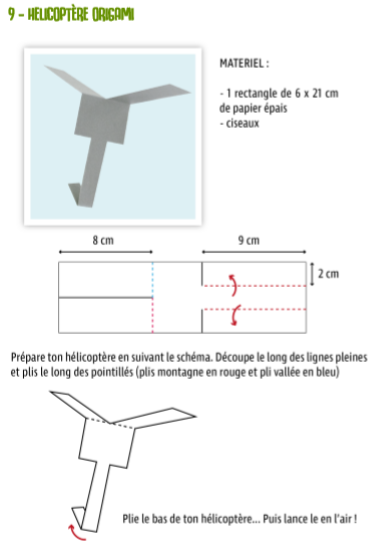 9 - HELICOPTÈRE ORIGAMI
MATERIEL :
- 1 rectangle de 6 x 21 cm
de papier épais
- ciseaux
8 cm
9 cm
2 cm
Prépare ton hélicoptère en suivant le schéma. Découpe le long des lignes pleines
et plis le long des pointillés (plis montagne en rouge et pli vallée en bleu)
Plie le bas de ton hélicoptère... Puis lance le en l'air !